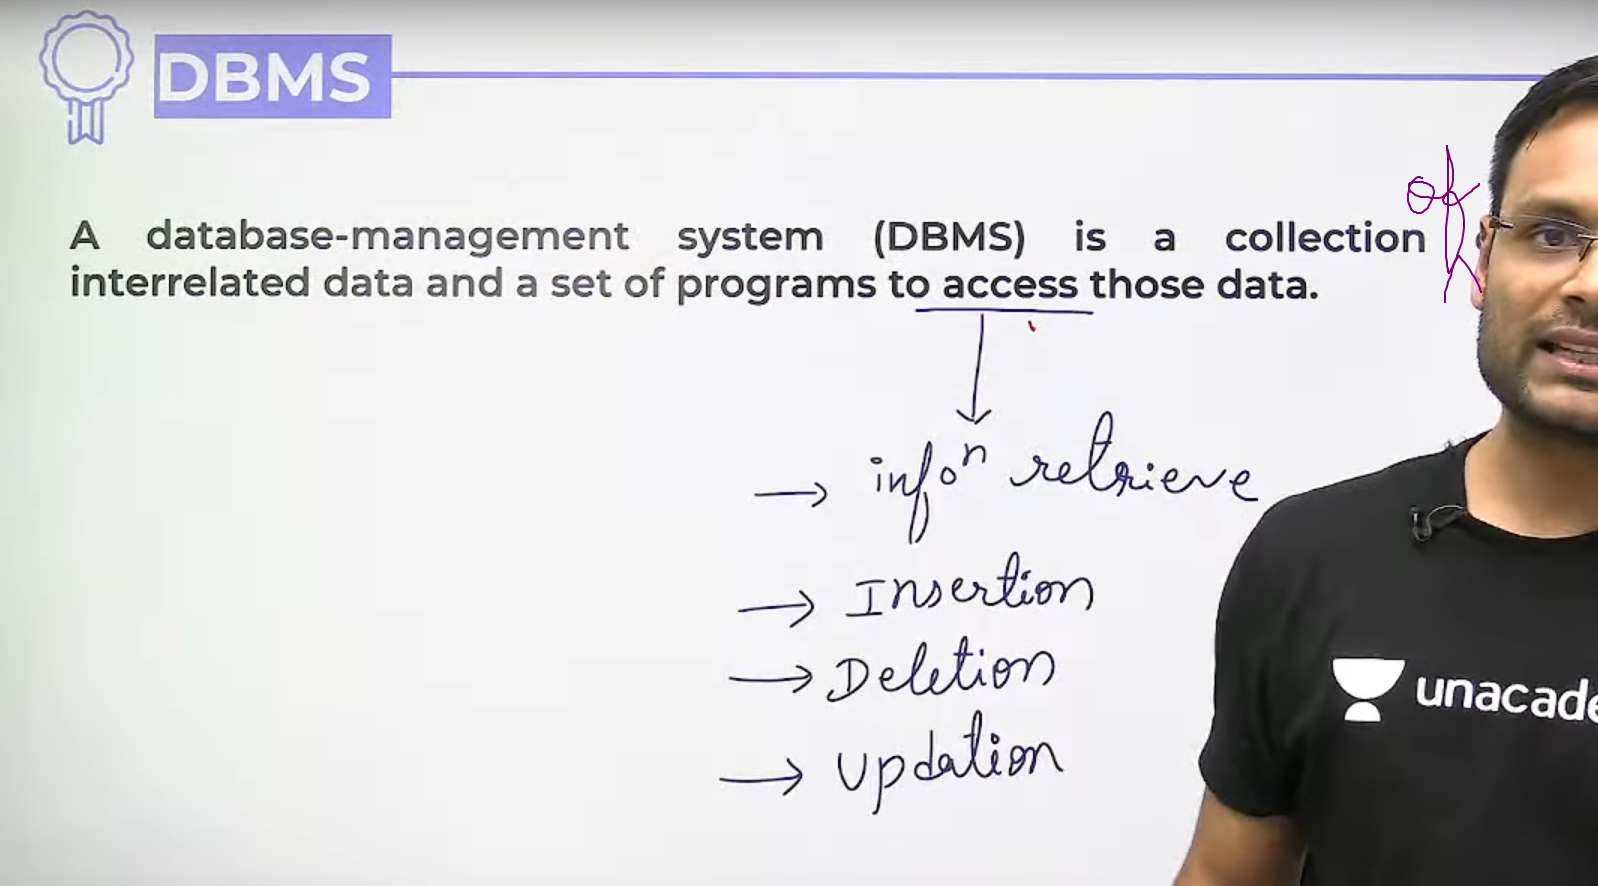 DBMS
A database-management system (DBMS) is a collection of
interrelated data and a set of programs to access those data.
→ infoⁿ retrieve
→ Insertion
→ Deletion
→ Updation
unacade